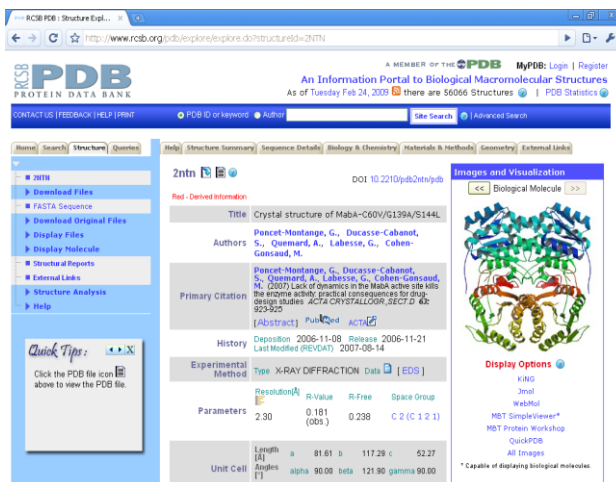 RCSB PDB : Structure Expl...
http://www.rcsb.org/pdb/explore/explore.do?structureId=2NTN
A MEMBER OF THE PDB
MyPDB: Login | Register
RCSB PDB
PROTEIN DATA BANK
An Information Portal to Biological Macromolecular Structures
As of Tuesday Feb 24, 2009 there are 56066 Structures | PDB Statistics
CONTACT US | FEEDBACK | HELP | PRINT
PDB ID or keyword Author Site Search | Advanced Search
Home Search Structure Queries
Help Structure Summary Sequence Details Biology & Chemistry Materials & Methods Geometry External Links
2NTN
Download Files
FASTA Sequence
Download Original Files
Display Files
Display Molecule
Structural Reports
External Links
Structure Analysis
Help
Quick Tips:
Click the PDB file icon
above to view the PDB file.
2ntn
DOI 10.2210/pdb2ntn/pdb
Red - Derived Information
Title Crystal structure of MabA-C60V/G139A/S144L
Authors Poncet-Montange, G., Ducasse-Cabanot,
S., Quemard, A., Labesse, G., Cohen-
Gonsaud, M.
Primary Citation
Poncet-Montange, G., Ducasse-Cabanot,
S., Quemard, A., Labesse, G., Cohen-Gonsaud,
M. (2007) Lack of dynamics in the MabA active site kills
the enzyme activity: practical consequences for drug-
design studies ACTA CRYSTALLOGR.,SECT.D 63:
923-925
[Abstract] PubMed ACTA
History Deposition 2006-11-08 Release 2006-11-21
Last Modified (REVDAT) 2007-08-14
Experimental
Method
Type X-RAY DIFFRACTION Data [ EDS ]
Parameters
Resolution[Å] R-Value R-Free Space Group
2.30 0.181
(obs.) 0.238 C 2 (C 1 2 1)
Unit Cell
Length
[Å] a 81.61 b 117.29 c 52.27
Angles
[°] alpha 90.00 beta 121.90 gamma 90.00
Images and Visualization
<< Biological Molecule >>
Display Options
KiNG
Jmol
WebMol
MBT SimpleViewer*
MBT Protein Workshop
QuickPDB
All Images
* Capable of displaying biological molecules.